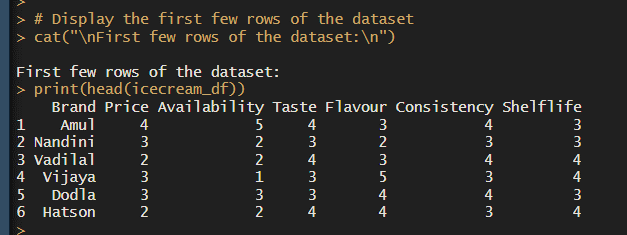 >
> # Display the first few rows of the dataset
> cat("\nFirst few rows of the dataset:\n")

First few rows of the dataset:
> print(head(icecream_df))
    Brand Price Availability Taste Flavour Consistency Shelflife
1    Amul     4            5     4       3           4         3
2 Nandini     3            2     3       2           3         3
3 Vadilal     2            2     4       3           4         4
4  Vijaya     3            1     3       5           3         4
5   Dodla     3            3     3       4           4         3
6  Hatson     2            2     4       4           3         4
>